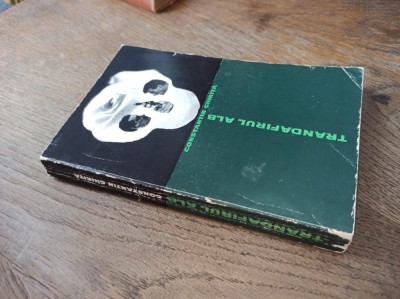 CONSTANTIN CHIRIȚĂ
TRANDAFIRUL ALB
TRANDAFIRUL ALB CONSTANTIN CHIRIȚĂ